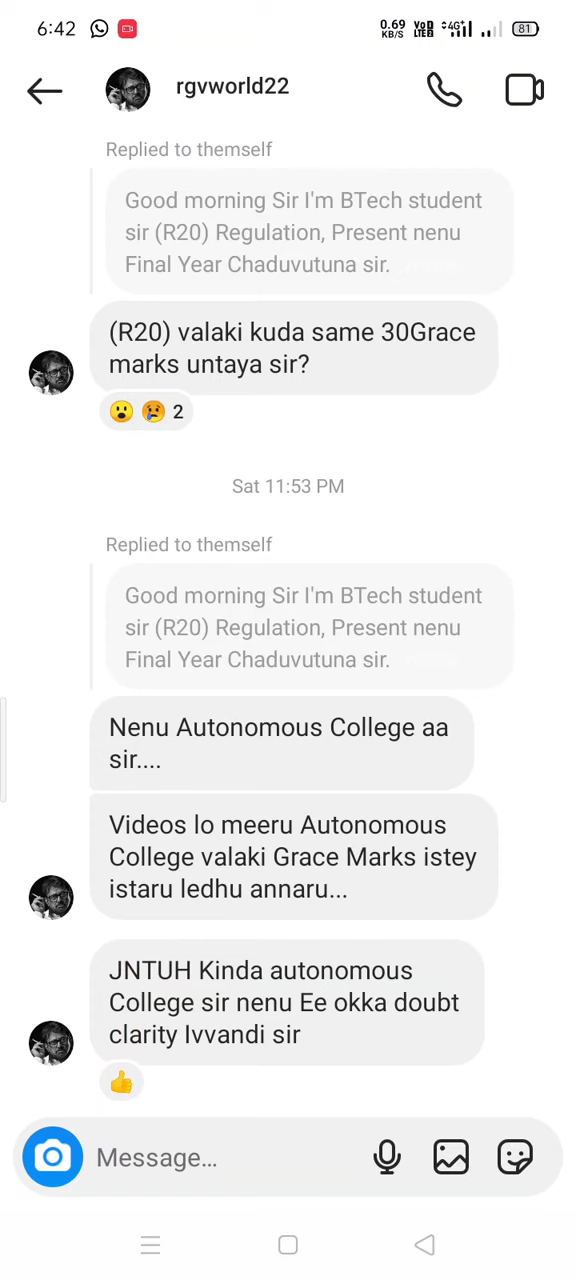 6:42
0.69
KB/S
VoD
LTE2
4G+
81
rgvworld22
Replied to themself
Good morning Sir I'm BTech student
sir (R20) Regulation, Present nenu
Final Year Chaduvutuna sir.
(R20) valaki kuda same 30Grace
marks untaya sir?
2
Sat 11:53 PM
Replied to themself
Good morning Sir I'm BTech student
sir (R20) Regulation, Present nenu
Final Year Chaduvutuna sir.
Nenu Autonomous College aa
sir....
Videos lo meeru Autonomous
College valaki Grace Marks istey
istaru ledhu annaru...
JNTUH Kinda autonomous
College sir nenu Ee okka doubt
clarity Ivvandi sir
Message...